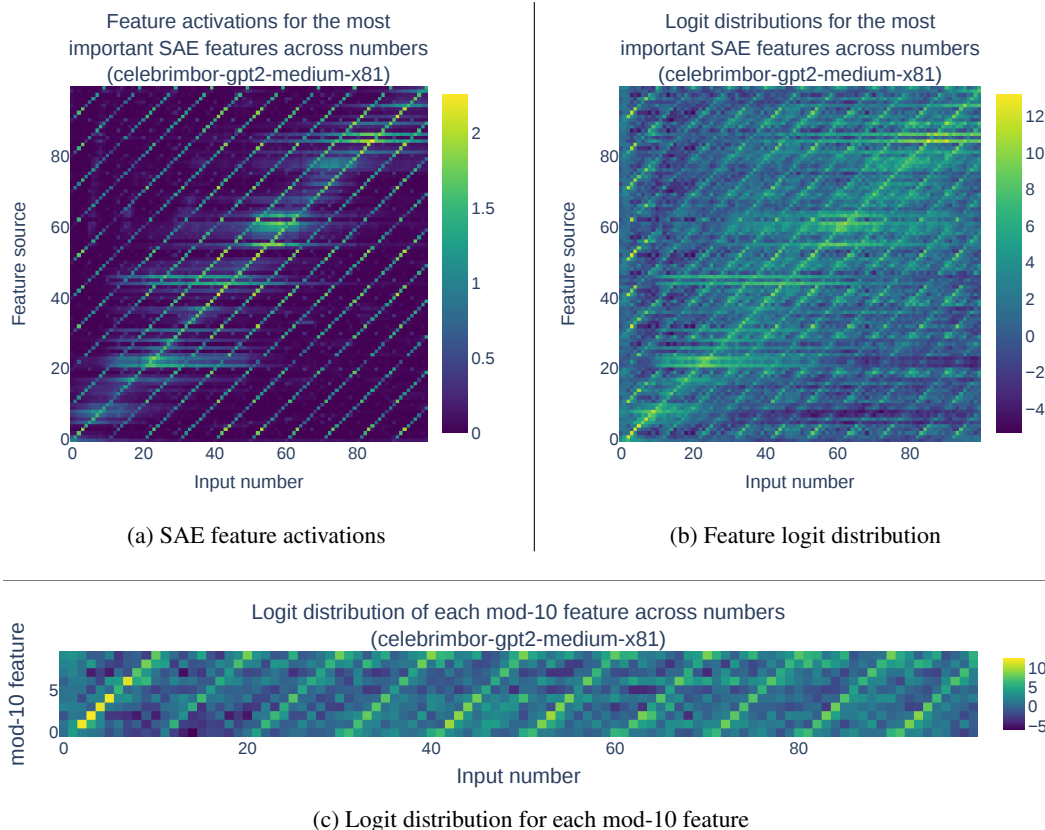 Feature activations for the most
important SAE features across numbers
(celebrimbor-gpt2-medium-x81)
Feature source
80
60
40
20
0
0
20
40
60
80
Input number
2
1.5
1
0.5
0
(a) SAE feature activations
Logit distributions for the most
important SAE features across numbers
(celebrimbor-gpt2-medium-x81)
Feature source
80
60
40
20
0
0
20
40
60
80
Input number
12
10
8
6
4
2
0
−2
−4
(b) Feature logit distribution
Logit distribution of each mod-10 feature across numbers
(celebrimbor-gpt2-medium-x81)
mod-10 feature
5
0
0
20
40
60
80
Input number
10
5
0
−5
(c) Logit distribution for each mod-10 feature